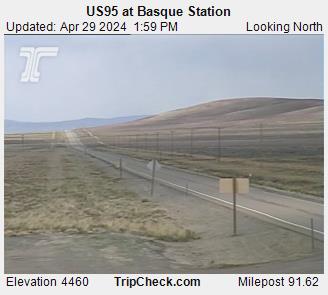 US95 at Basque Station
Updated: Apr 29 2024  1:59 PM Looking North
Elevation 4460 TripCheck.com Milepost 91.62